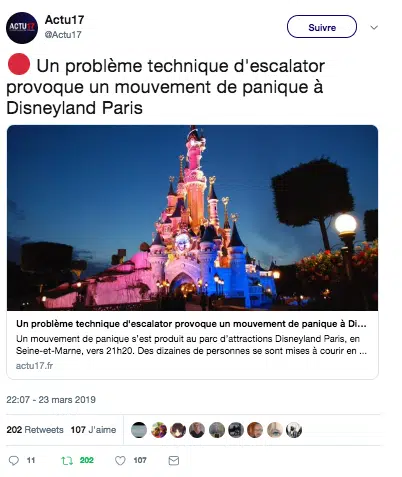 ACTU17
Actu17
@Actu17
Suivre
Un problème technique d'escalator
provoque un mouvement de panique à
Disneyland Paris
Un problème technique d'escalator provoque un mouvement de panique à Di...
Un mouvement de panique s'est produit au parc d'attractions Disneyland Paris, en
Seine-et-Marne, vers 21h20. Des dizaines de personnes se sont mises à courir en ...
actu17.fr
22:07 - 23 mars 2019
202 Retweets 107 J'aime
11 202 107